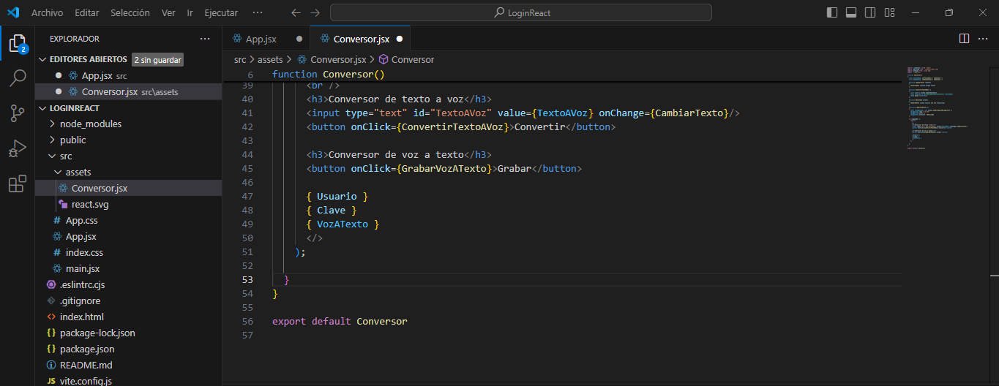 Archivo Editar Selección Ver Ir Ejecutar ··· LoginReact
EXPLORADOR ···
EDITORES ABIERTOS 2 sin guardar
App.jsx src
Conversor.jsx src\assets
LOGINREACT
node_modules
public
src
assets
Conversor.jsx
react.svg
App.css
App.jsx
index.css
main.jsx
.eslintrc.cjs
.gitignore
index.html
package-lock.json
package.json
README.md
JS vite.config.js
2
App.jsx Conversor.jsx
src > assets > Conversor.jsx > Conversor
6 function Conversor()
39 <br />
40 <h3>Conversor de texto a voz</h3>
41 <input type="text" id="TextoAVoz" value={TextoAVoz} onChange={CambiarTexto}/>
42 <button onClick={ConvertirTextoAVoz}>Convertir</button>
43
44 <h3>Conversor de voz a texto</h3>
45 <button onClick={GrabarVozATexto}>Grabar</button>
46
47 { Usuario }
48 { Clave }
49 { VozATexto }
50 </>
51 );
52
53 }
54 }
55
56 export default Conversor
57